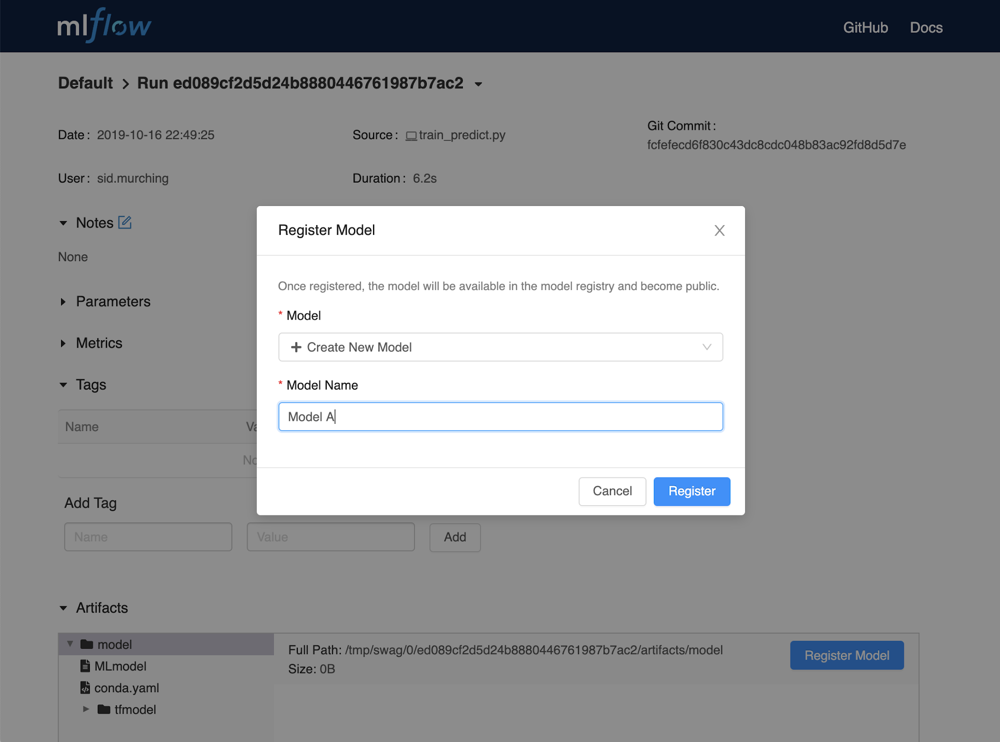 mlflow
GitHub Docs
Default > Run ed089cf2d5d24b8880446761987b7ac2
Date: 2019-10-16 22:49:25
Source: train_predict.py
Git Commit:
fcfefecd6f830c43dc8cdc048b83ac92fd8d5d7e
User: sid.murching
Duration: 6.2s
Notes
None
Parameters
Metrics
Tags
Name
Add Tag
Name
Value
Add
Register Model
Once registered, the model will be available in the model registry and become public.
* Model
+ Create New Model
* Model Name
Model A
Cancel
Register
Artifacts
model
MLmodel
conda.yaml
tfmodel
Full Path: /tmp/swag/0/ed089cf2d5d24b8880446761987b7ac2/artifacts/model
Size: 0B
Register Model